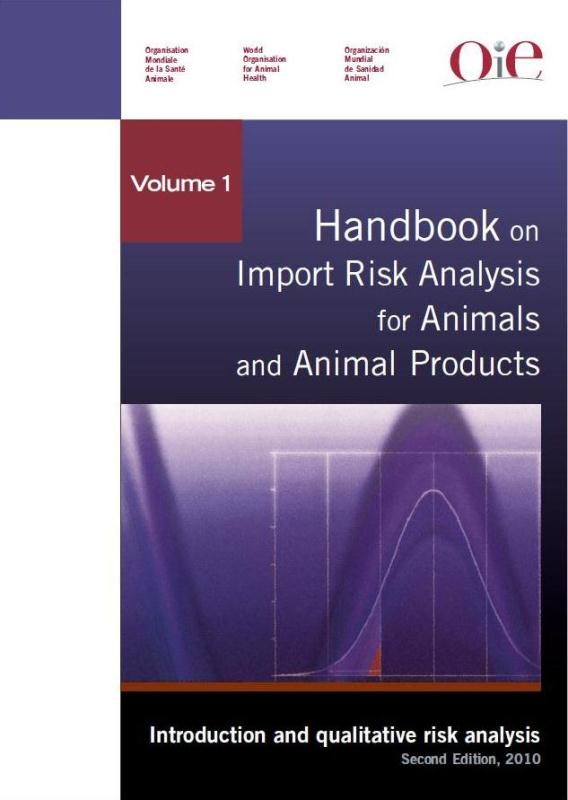 Organisation
Mondiale
de la Santé
Animale
World
Organisation
for Animal
Health
Organización
Mundial
de Sanidad
Animal
OiE
Volume 1
Handbook on
Import Risk Analysis
for Animals
and Animal Products
Introduction and qualitative risk analysis
Second Edition, 2010